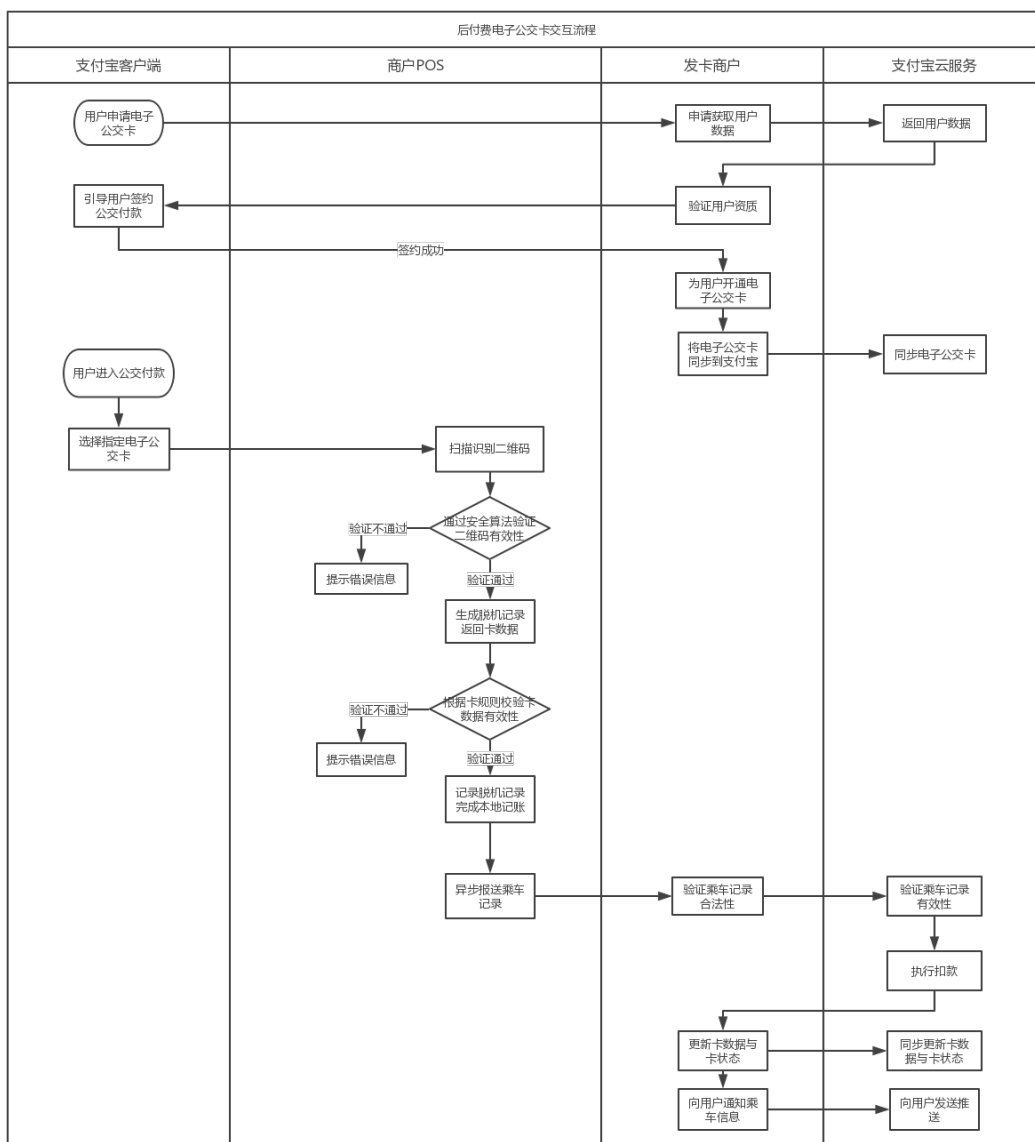 后付费电子公交卡交互流程
支付宝客户端
商户POS
发卡商户
支付宝云服务
用户申请电子
公交卡
申请获取用户
数据
返回用户数据
引导用户签约
公交付款
验证用户资质
签约成功
为用户开通电
子公交卡
将电子公交卡
同步到支付宝
同步电子公交卡
用户进入公交付款
选择指定电子公
交卡
扫描识别二维码
通过安全算法验证
二维码有效性
验证不通过
提示错误信息
验证通过
生成脱机记录
返回卡数据
根据卡规则校验卡
数据有效性
验证不通过
提示错误信息
验证通过
记录脱机记录
完成本地记账
异步报送乘车
记录
验证乘车记录
合法性
验证乘车记录
有效性
执行扣款
更新卡数据与
卡状态
同步更新卡数
据与卡状态
向用户通知乘
车信息
向用户发送推
送